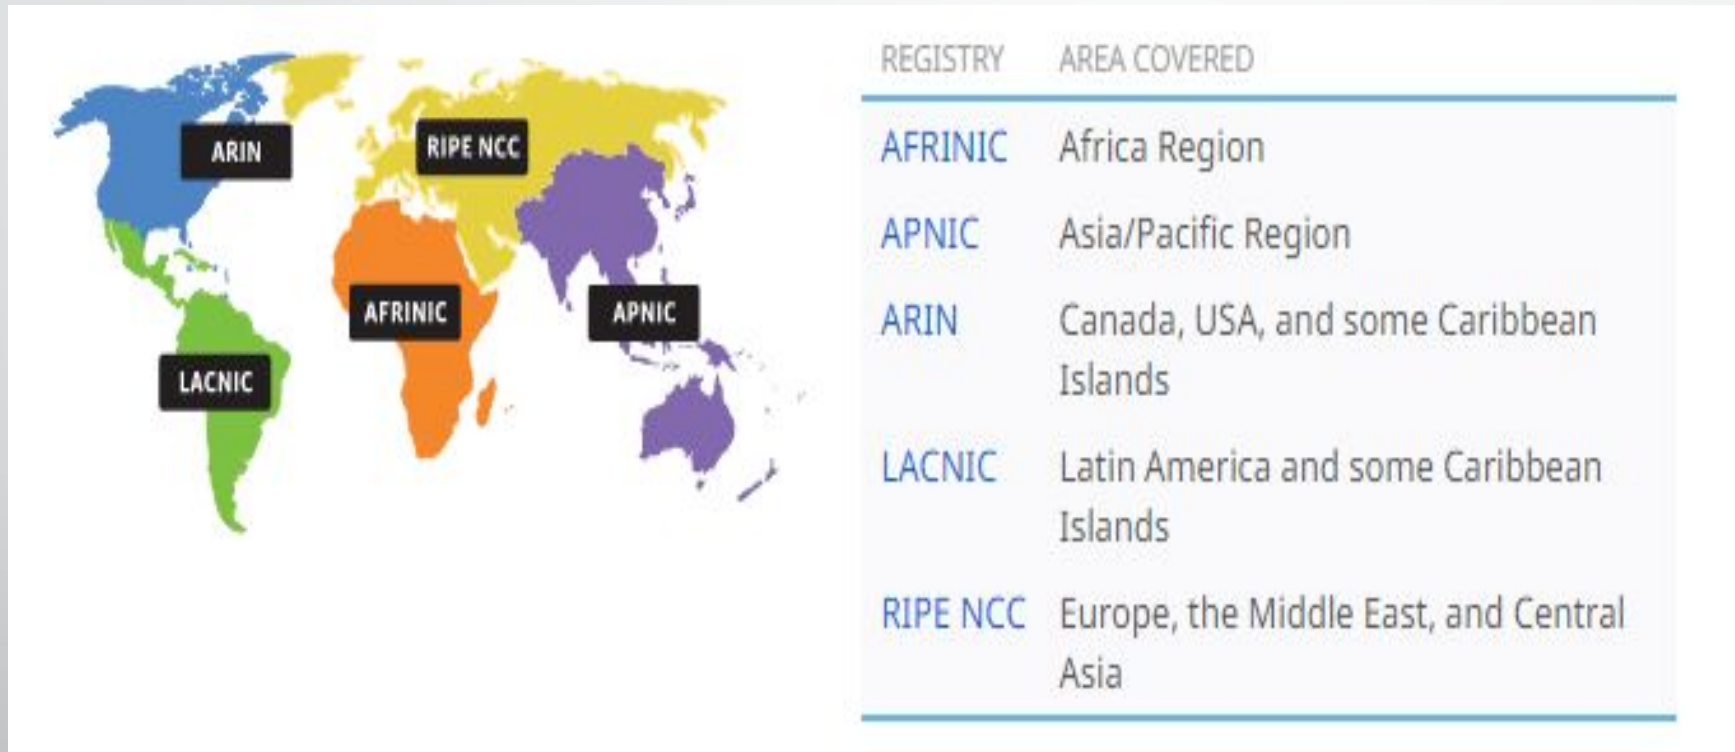 ARIN
RIPE NCC
AFRINIC
APNIC
LACNIC
REGISTRY AREA COVERED
AFRINIC Africa Region
APNIC Asia/Pacific Region
ARIN Canada, USA, and some Caribbean
Islands
LACNIC Latin America and some Caribbean
Islands
RIPE NCC Europe, the Middle East, and Central
Asia